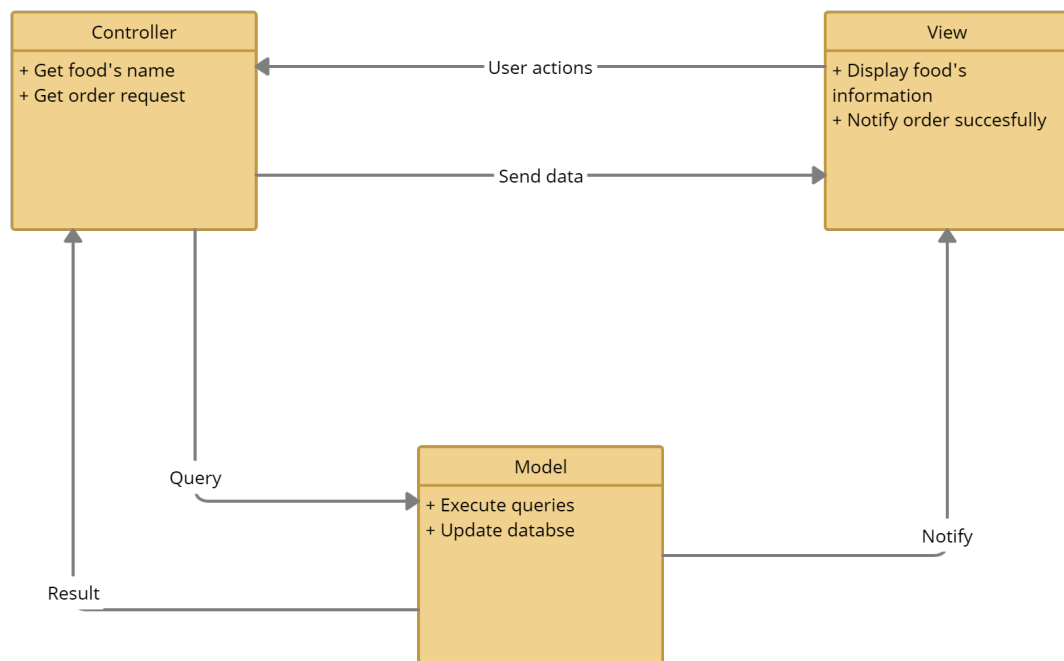 Controller
+ Get food's name
+ Get order request
View
+ Display food's
information
+ Notify order succesfully
User actions
Send data
Query
Model
+ Execute queries
+ Update databse
Notify
Result